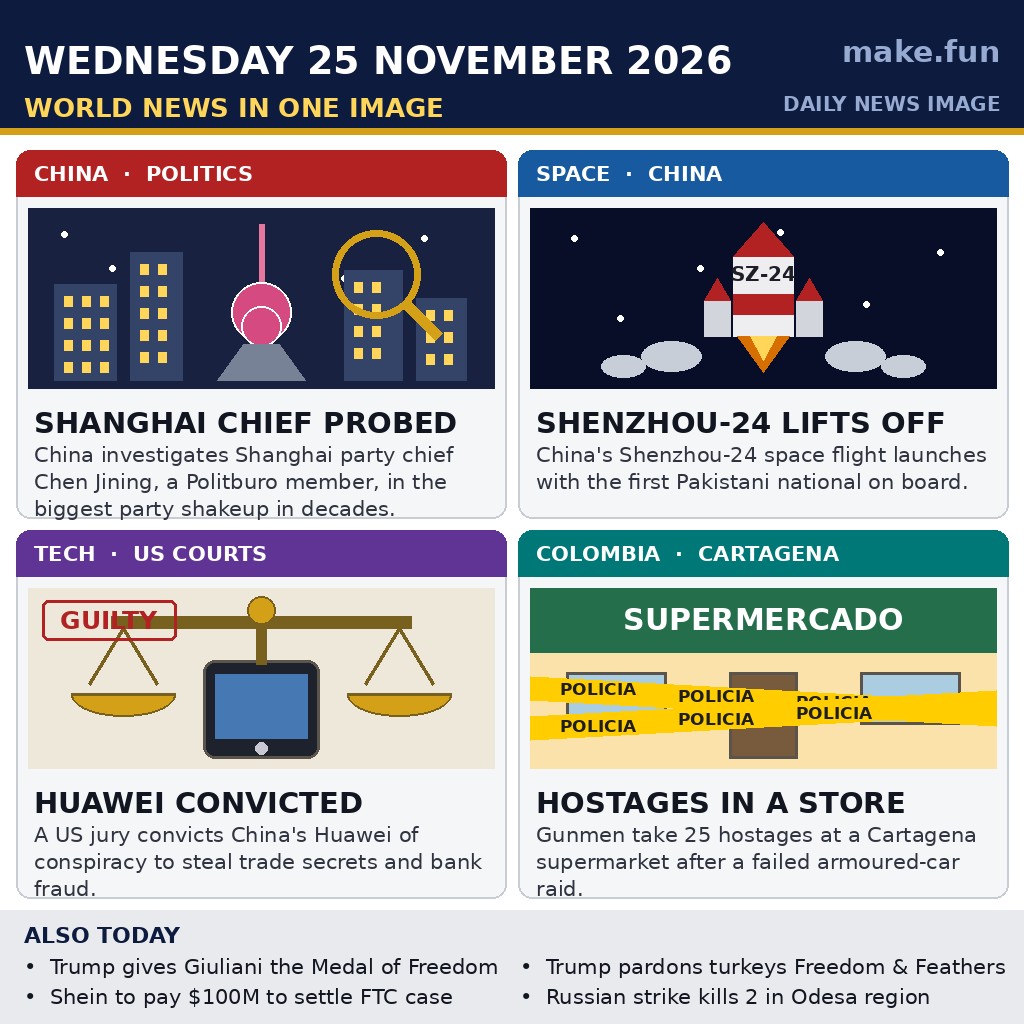 WEDNESDAY 25 NOVEMBER 2026
make.fun
WORLD NEWS IN ONE IMAGE
DAILY NEWS IMAGE
CHINA · POLITICS
SHANGHAI CHIEF PROBED
China investigates Shanghai party chief
Chen Jining, a Politburo member, in the
biggest party shakeup in decades.
SPACE · CHINA
SZ-24
SHENZHOU-24 LIFTS OFF
China's Shenzhou-24 space flight launches
with the first Pakistani national on board.
TECH · US COURTS
GUILTY
HUAWEI CONVICTED
A US jury convicts China's Huawei of
conspiracy to steal trade secrets and bank
fraud.
COLOMBIA · CARTAGENA
SUPERMERCADO
POLICIA POLICIA POLICIA
POLICIA POLICIA POLICIA
HOSTAGES IN A STORE
Gunmen take 25 hostages at a Cartagena
supermarket after a failed armoured-car
raid.
ALSO TODAY
• Trump gives Giuliani the Medal of Freedom
• Trump pardons turkeys Freedom & Feathers
• Shein to pay $100M to settle FTC case
• Russian strike kills 2 in Odesa region